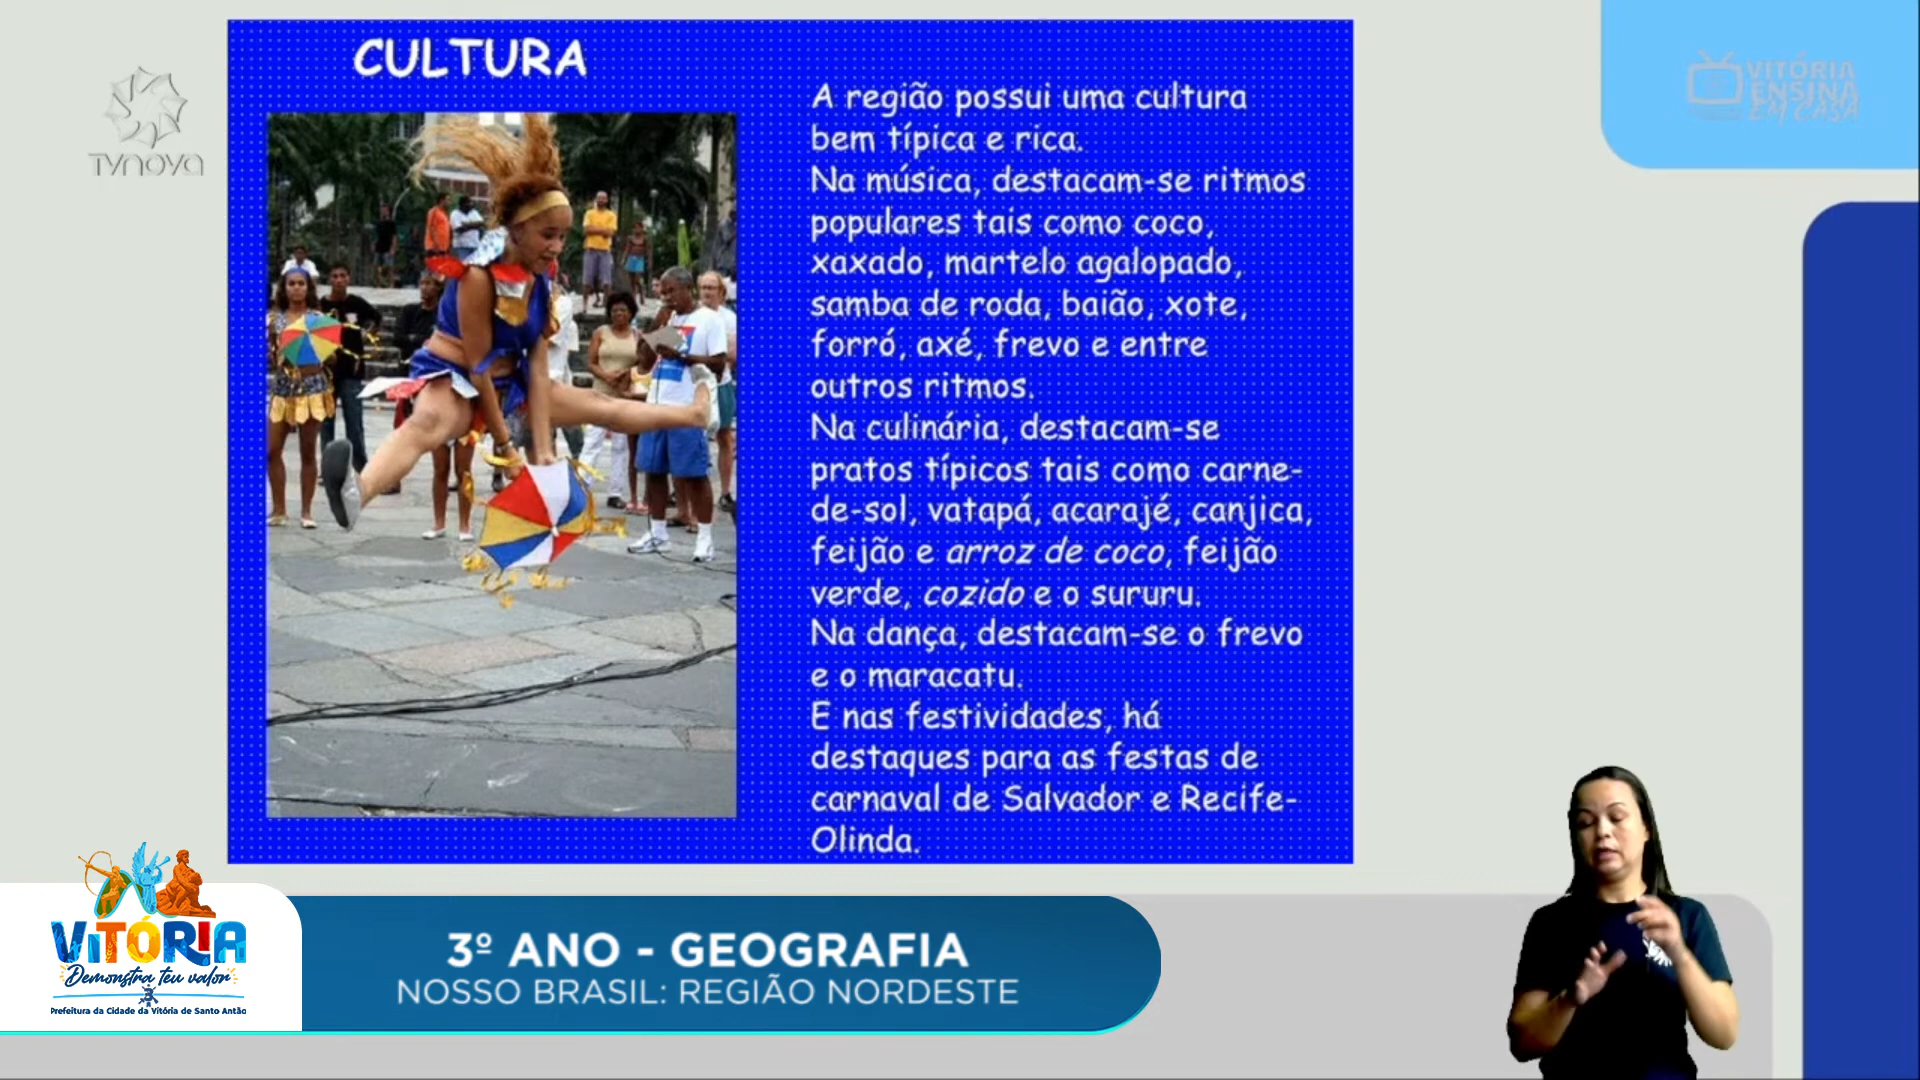 CULTURA
A região possui uma cultura
bem típica e rica.
Na música, destacam-se ritmos
populares tais como coco,
xaxado, martelo agalopado,
samba de roda, baião, xote,
forró, axé, frevo e entre
outros ritmos.
Na culinária, destacam-se
pratos típicos tais como carne-
de-sol, vatapá, acarajé, canjica,
feijão e arroz de coco, feijão
verde, cozido e o sururu.
Na dança, destacam-se o frevo
e o maracatu.
E nas festividades, há
destaques para as festas de
carnaval de Salvador e Recife-
Olinda.
TVNOVA
VITÓRIA
ENSINA
EM CASA
VITÓRIA
Demonstra teu valor
Prefeitura da Cidade da Vitória de Santo Antão
3º ANO - GEOGRAFIA
NOSSO BRASIL: REGIÃO NORDESTE